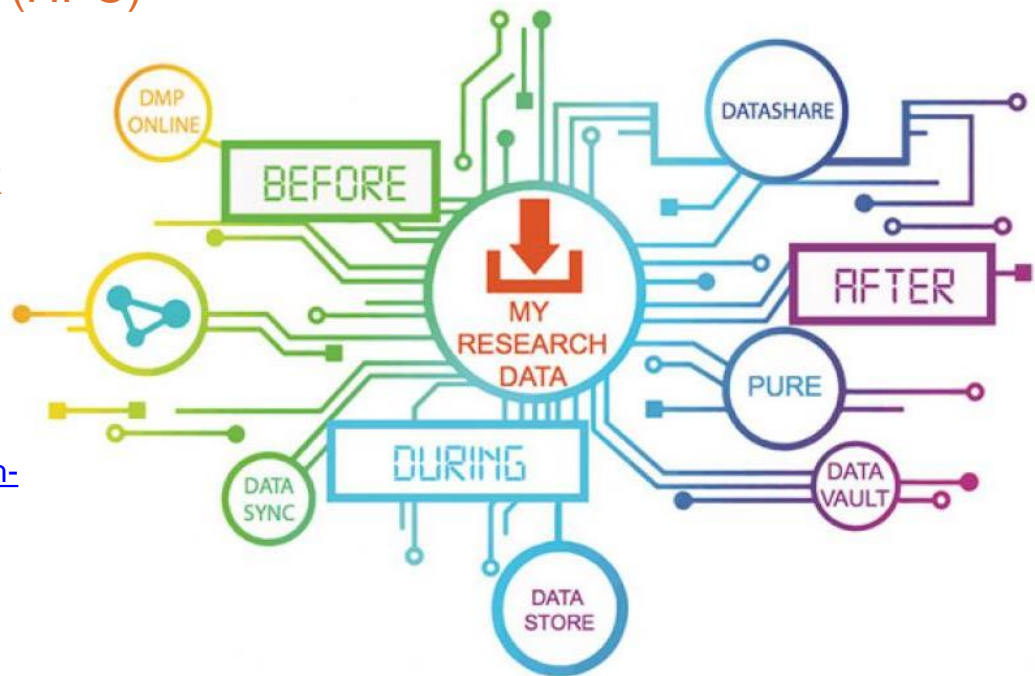 DMP
ONLINE
BEFORE
DATASHARE
MY
RESEARCH
DATA
AFTER
PURE
DURING
DATA
SYNC
DATA
VAULT
DATA
STORE